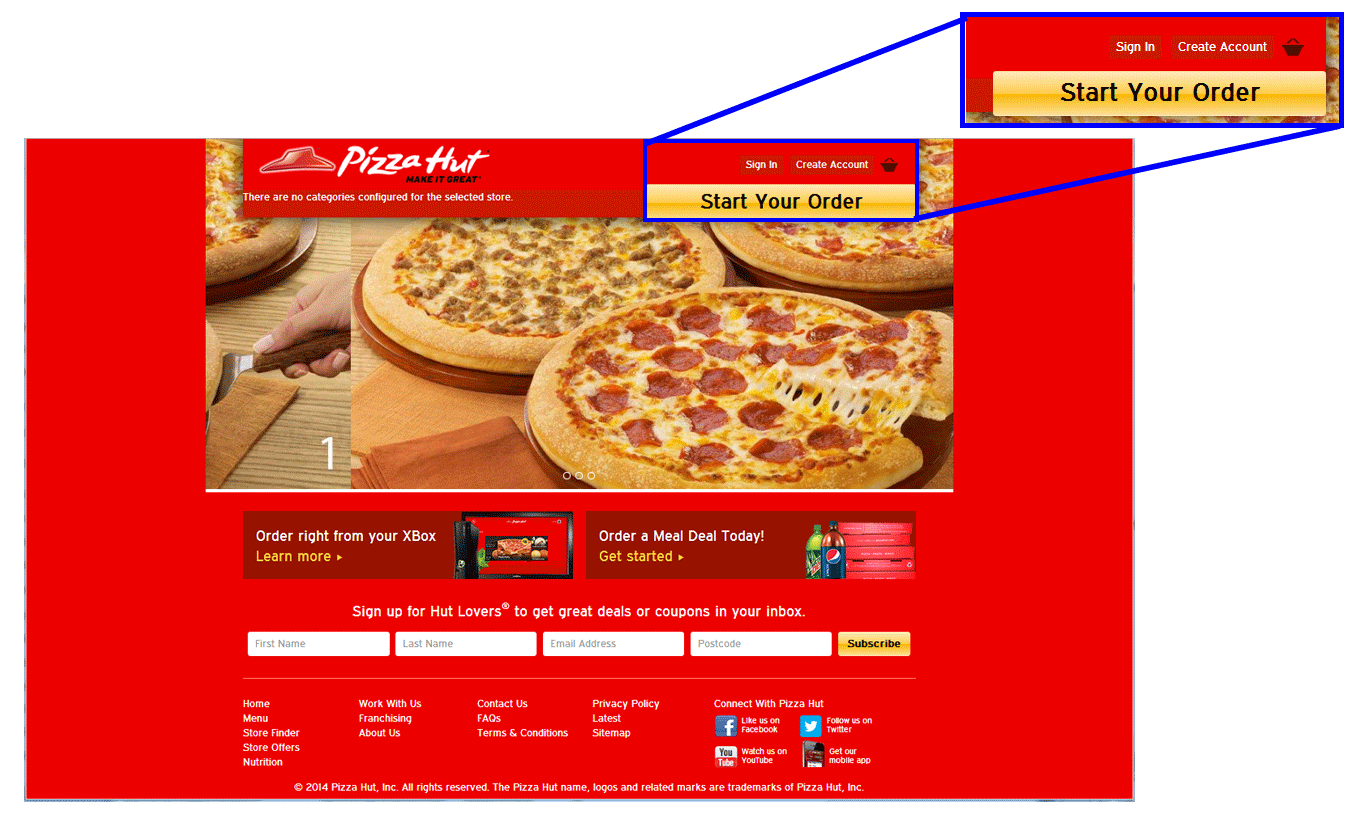 Sign In Create Account
Start Your Order
Pizza Hut
MAKE IT GREAT
Sign In Create Account
There are no categories configured for the selected store.
Start Your Order
1
Order right from your XBox
Learn more
Order a Meal Deal Today!
Get started
Sign up for Hut Lovers® to get great deals or coupons in your inbox.
First Name Last Name Email Address Postcode Subscribe
Home Work With Us Contact Us Privacy Policy Connect With Pizza Hut
Menu Franchising FAQs Latest
Store Finder About Us Terms & Conditions Sitemap
Store Offers
Nutrition
Like us on
Facebook
Follow us on
Twitter
You
Tube
Watch us on
YouTube
Get our
mobile app
© 2014 Pizza Hut, Inc. All rights reserved. The Pizza Hut name, logos and related marks are trademarks of Pizza Hut, Inc.